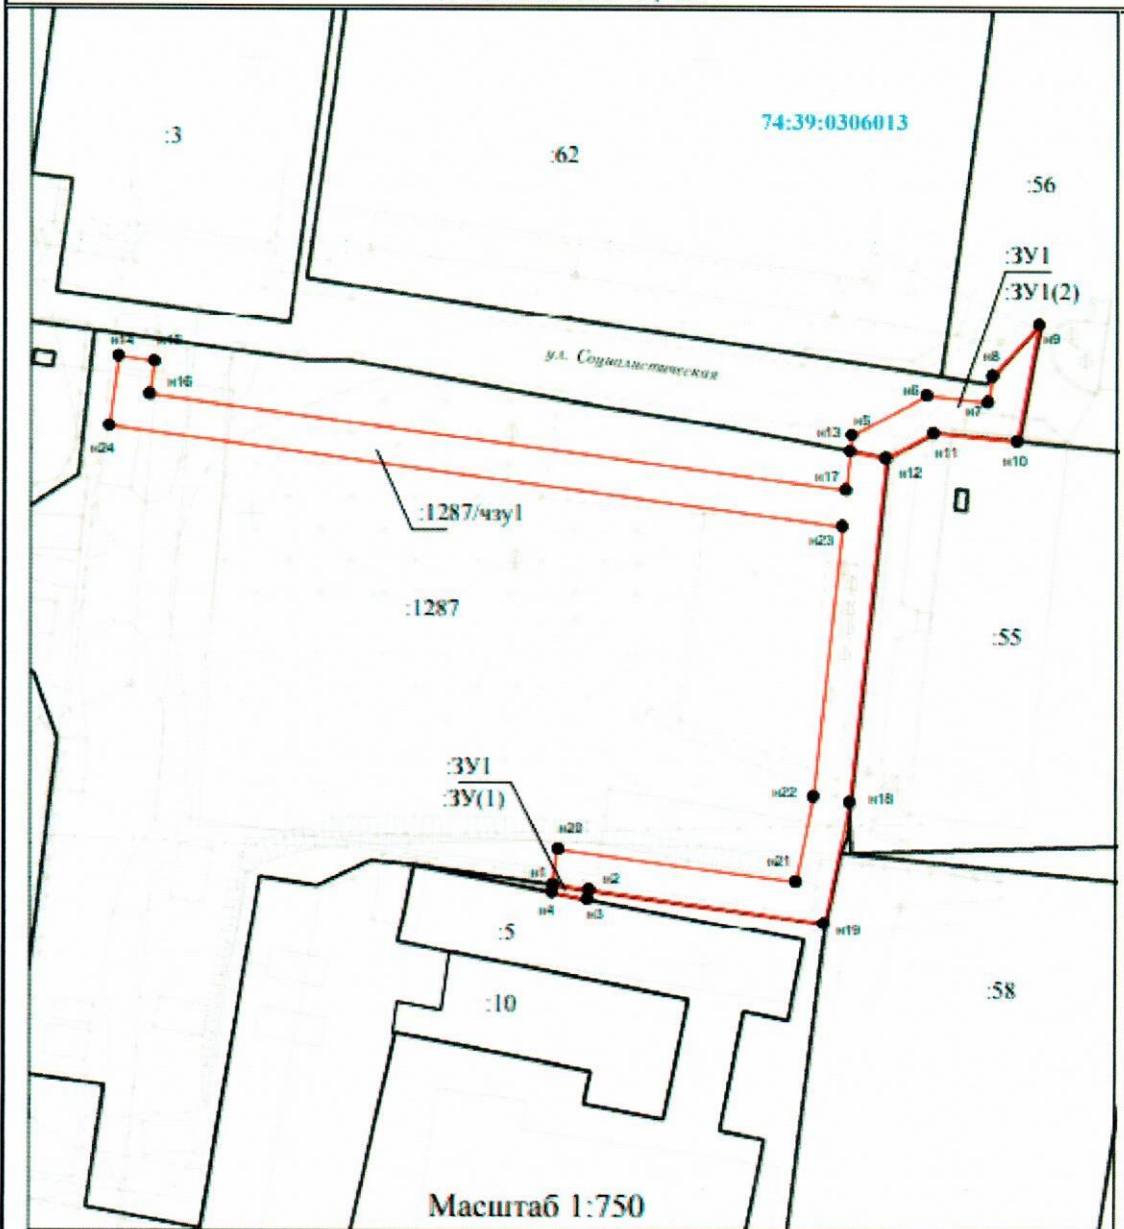 :3
:62
74:39:0306013
:56
:ЗУ1
:ЗУ1(2)
н9
ул. Социалистическая
н14
н15
н8
н16
н6
н7
н13
н5
н24
н11
н10
н12
н17
:1287/чзу1
н23
:1287
:55
:ЗУ1
:ЗУ(1)
н22
н18
н20
н21
н1
н2
н4
н3
н19
:5
:10
:58
Масштаб 1:750